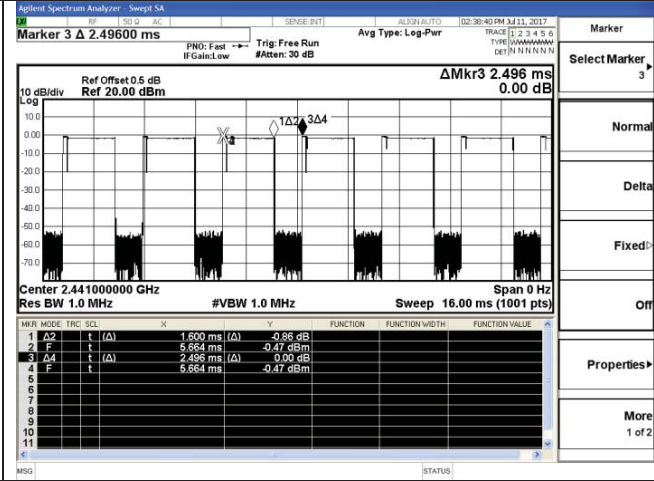 Agilent Spectrum Analyzer - Swept SA
LXI RF 50 Ω AC SENSE:INT ALIGN AUTO 02:38:40 PM Jul 11, 2017
Marker 3 Δ 2.49600 ms
PNO: Fast
IFGain:Low
Trig: Free Run
#Atten: 30 dB
Avg Type: Log-Pwr
TRACE 1 2 3 4 5 6
TYPE WWWWWW
DET N N N N N N
Ref Offset 0.5 dB
10 dB/div Ref 20.00 dBm
Log
ΔMkr3 2.496 ms
0.00 dB
10.0
0.00
-10.0
-20.0
-30.0
-40.0
-50.0
-60.0
-70.0
1Δ2
3Δ4
Center 2.441000000 GHz Span 0 Hz
Res BW 1.0 MHz #VBW 1.0 MHz Sweep 16.00 ms (1001 pts)
MKR MODE TRC SCL X Y FUNCTION FUNCTION WIDTH FUNCTION VALUE
1 Δ2 t (Δ) 1.600 ms (Δ) -0.86 dB
2 F t 5.664 ms -0.47 dBm
3 Δ4 t (Δ) 2.496 ms (Δ) 0.00 dB
4 F t 5.664 ms -0.47 dBm
5
6
7
8
9
10
11
MSG STATUS
Marker
Select Marker
3
Normal
Delta
Fixed
Off
Properties
More
1 of 2